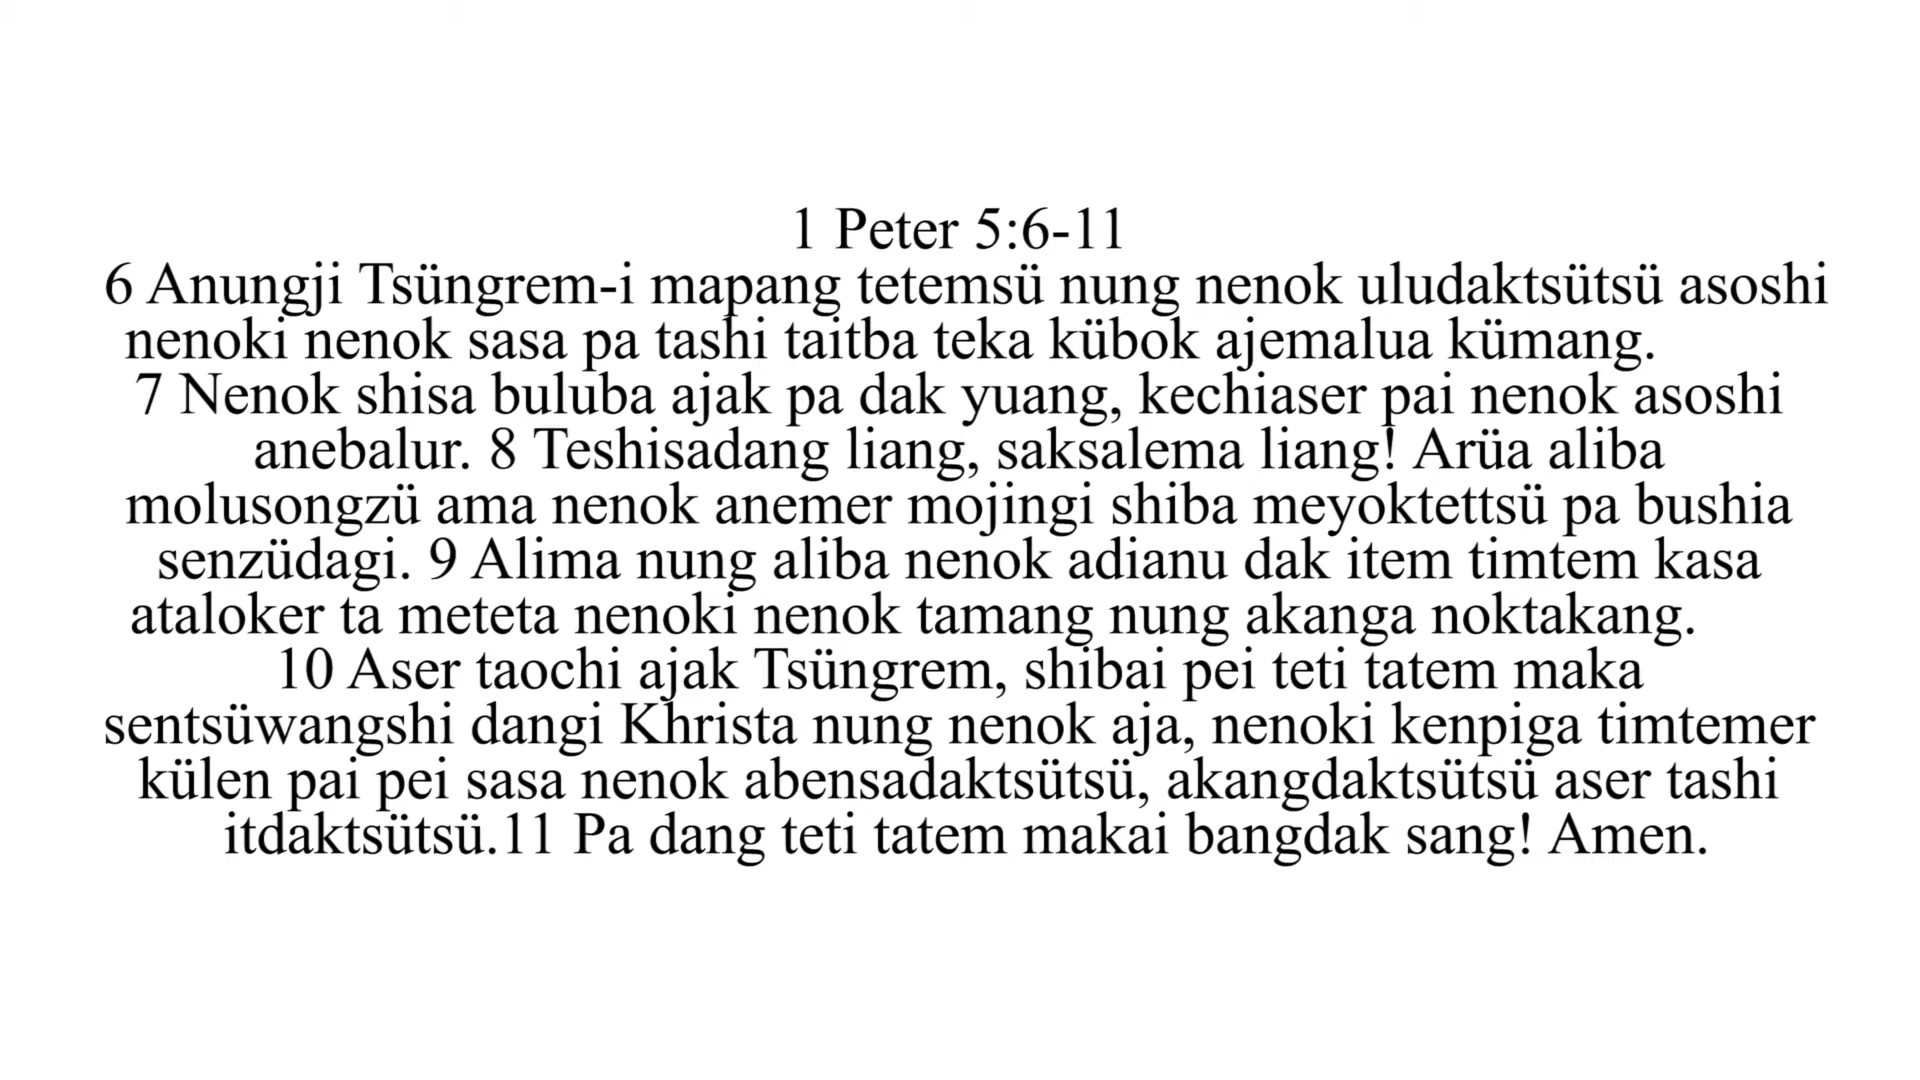 1 Peter 5:6-11
6 Anungji Tsüngrem-i mapang tetemsü nung nenok uludaktsütsü asoshi
nenoki nenok sasa pa tashi taitba teka kübok ajemalua kümang.
7 Nenok shisa buluba ajak pa dak yuang, kechiaser pai nenok asoshi
anebalur. 8 Teshisadang liang, saksalema liang! Arüa aliba
molusongzü ama nenok anemer mojingi shiba meyoktettsü pa bushia
senzüdagi. 9 Alima nung aliba nenok adianu dak item timtem kasa
ataloker ta meteta nenoki nenok tamang nung akanga noktakang.
10 Aser taochi ajak Tsüngrem, shibai pei teti tatem maka
sentsüwangshi dangi Khrista nung nenok aja, nenoki kenpiga timtemer
külen pai pei sasa nenok abensadaktsütsü, akangdaktsütsü aser tashi
itdaktsütsü.11 Pa dang teti tatem makai bangdak sang! Amen.